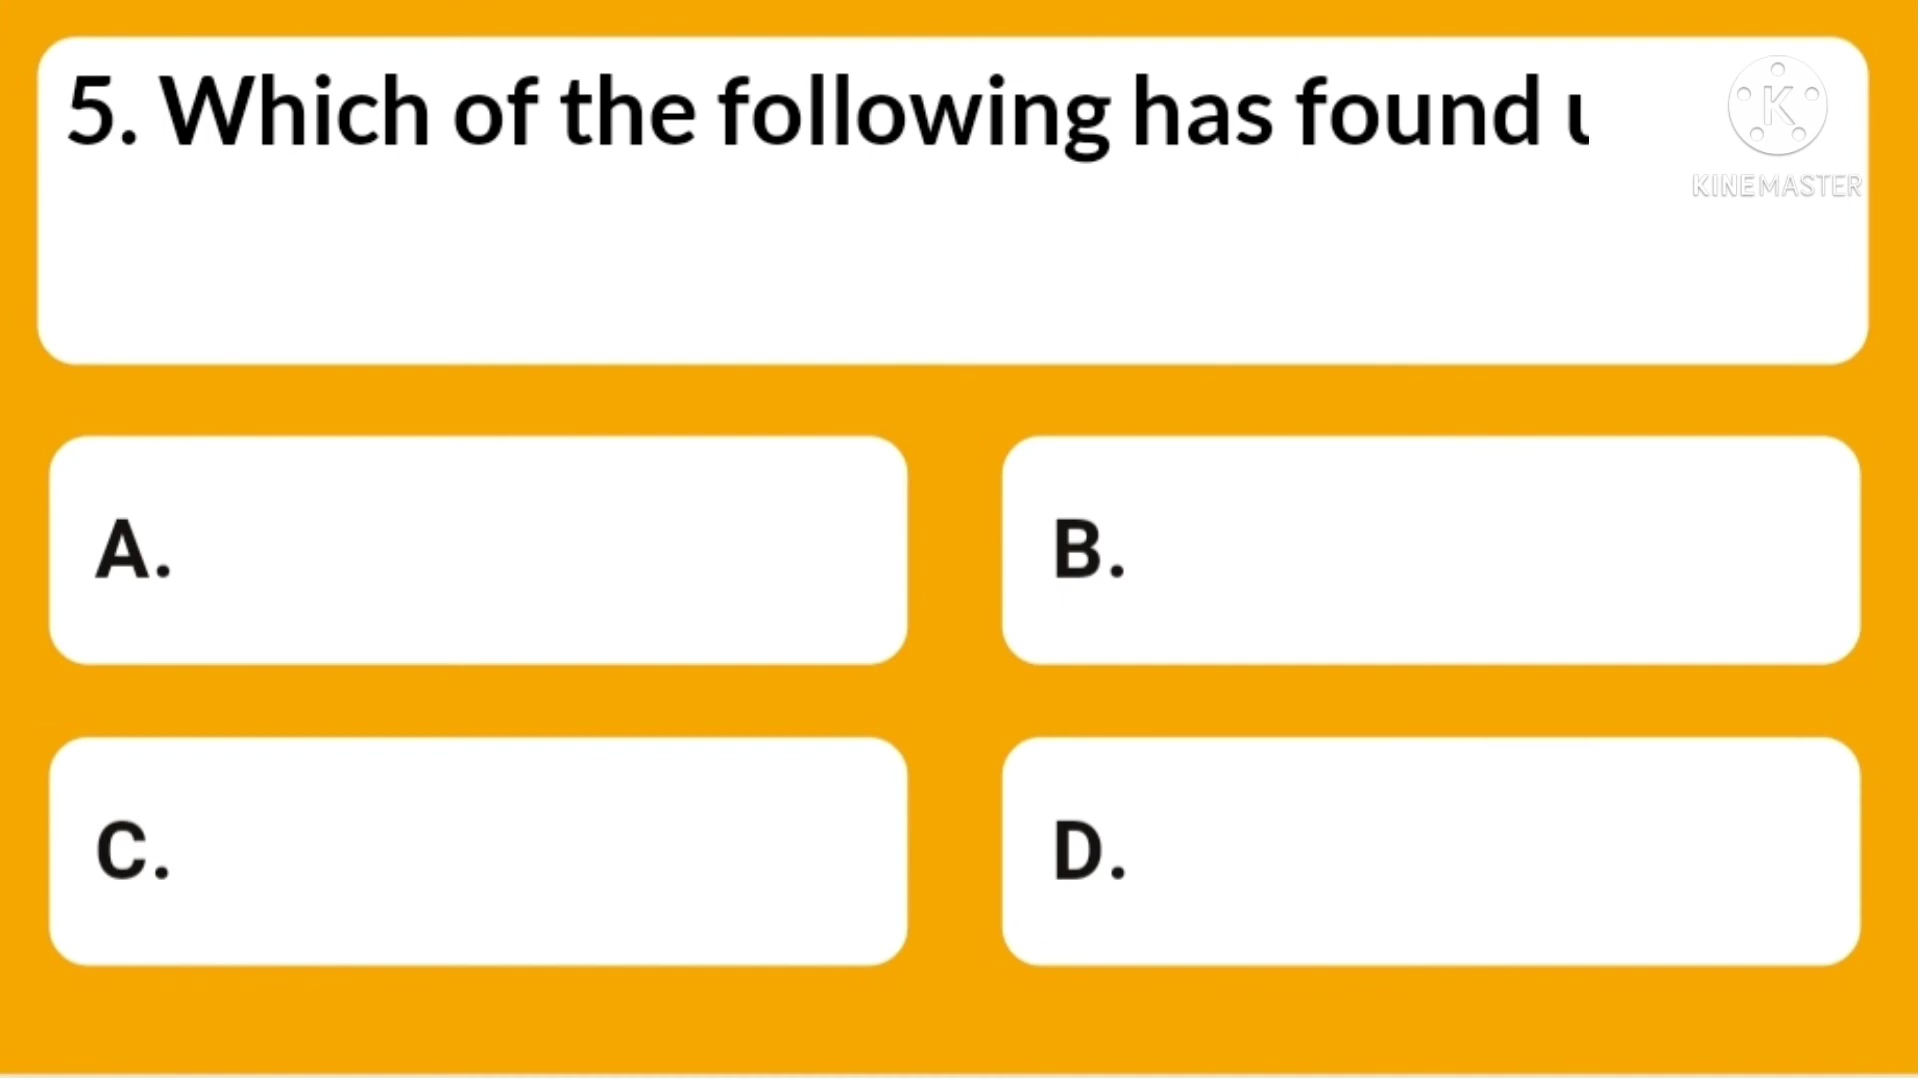 5. Which of the following has found
KINEMASTER
A.
B.
C.
D.